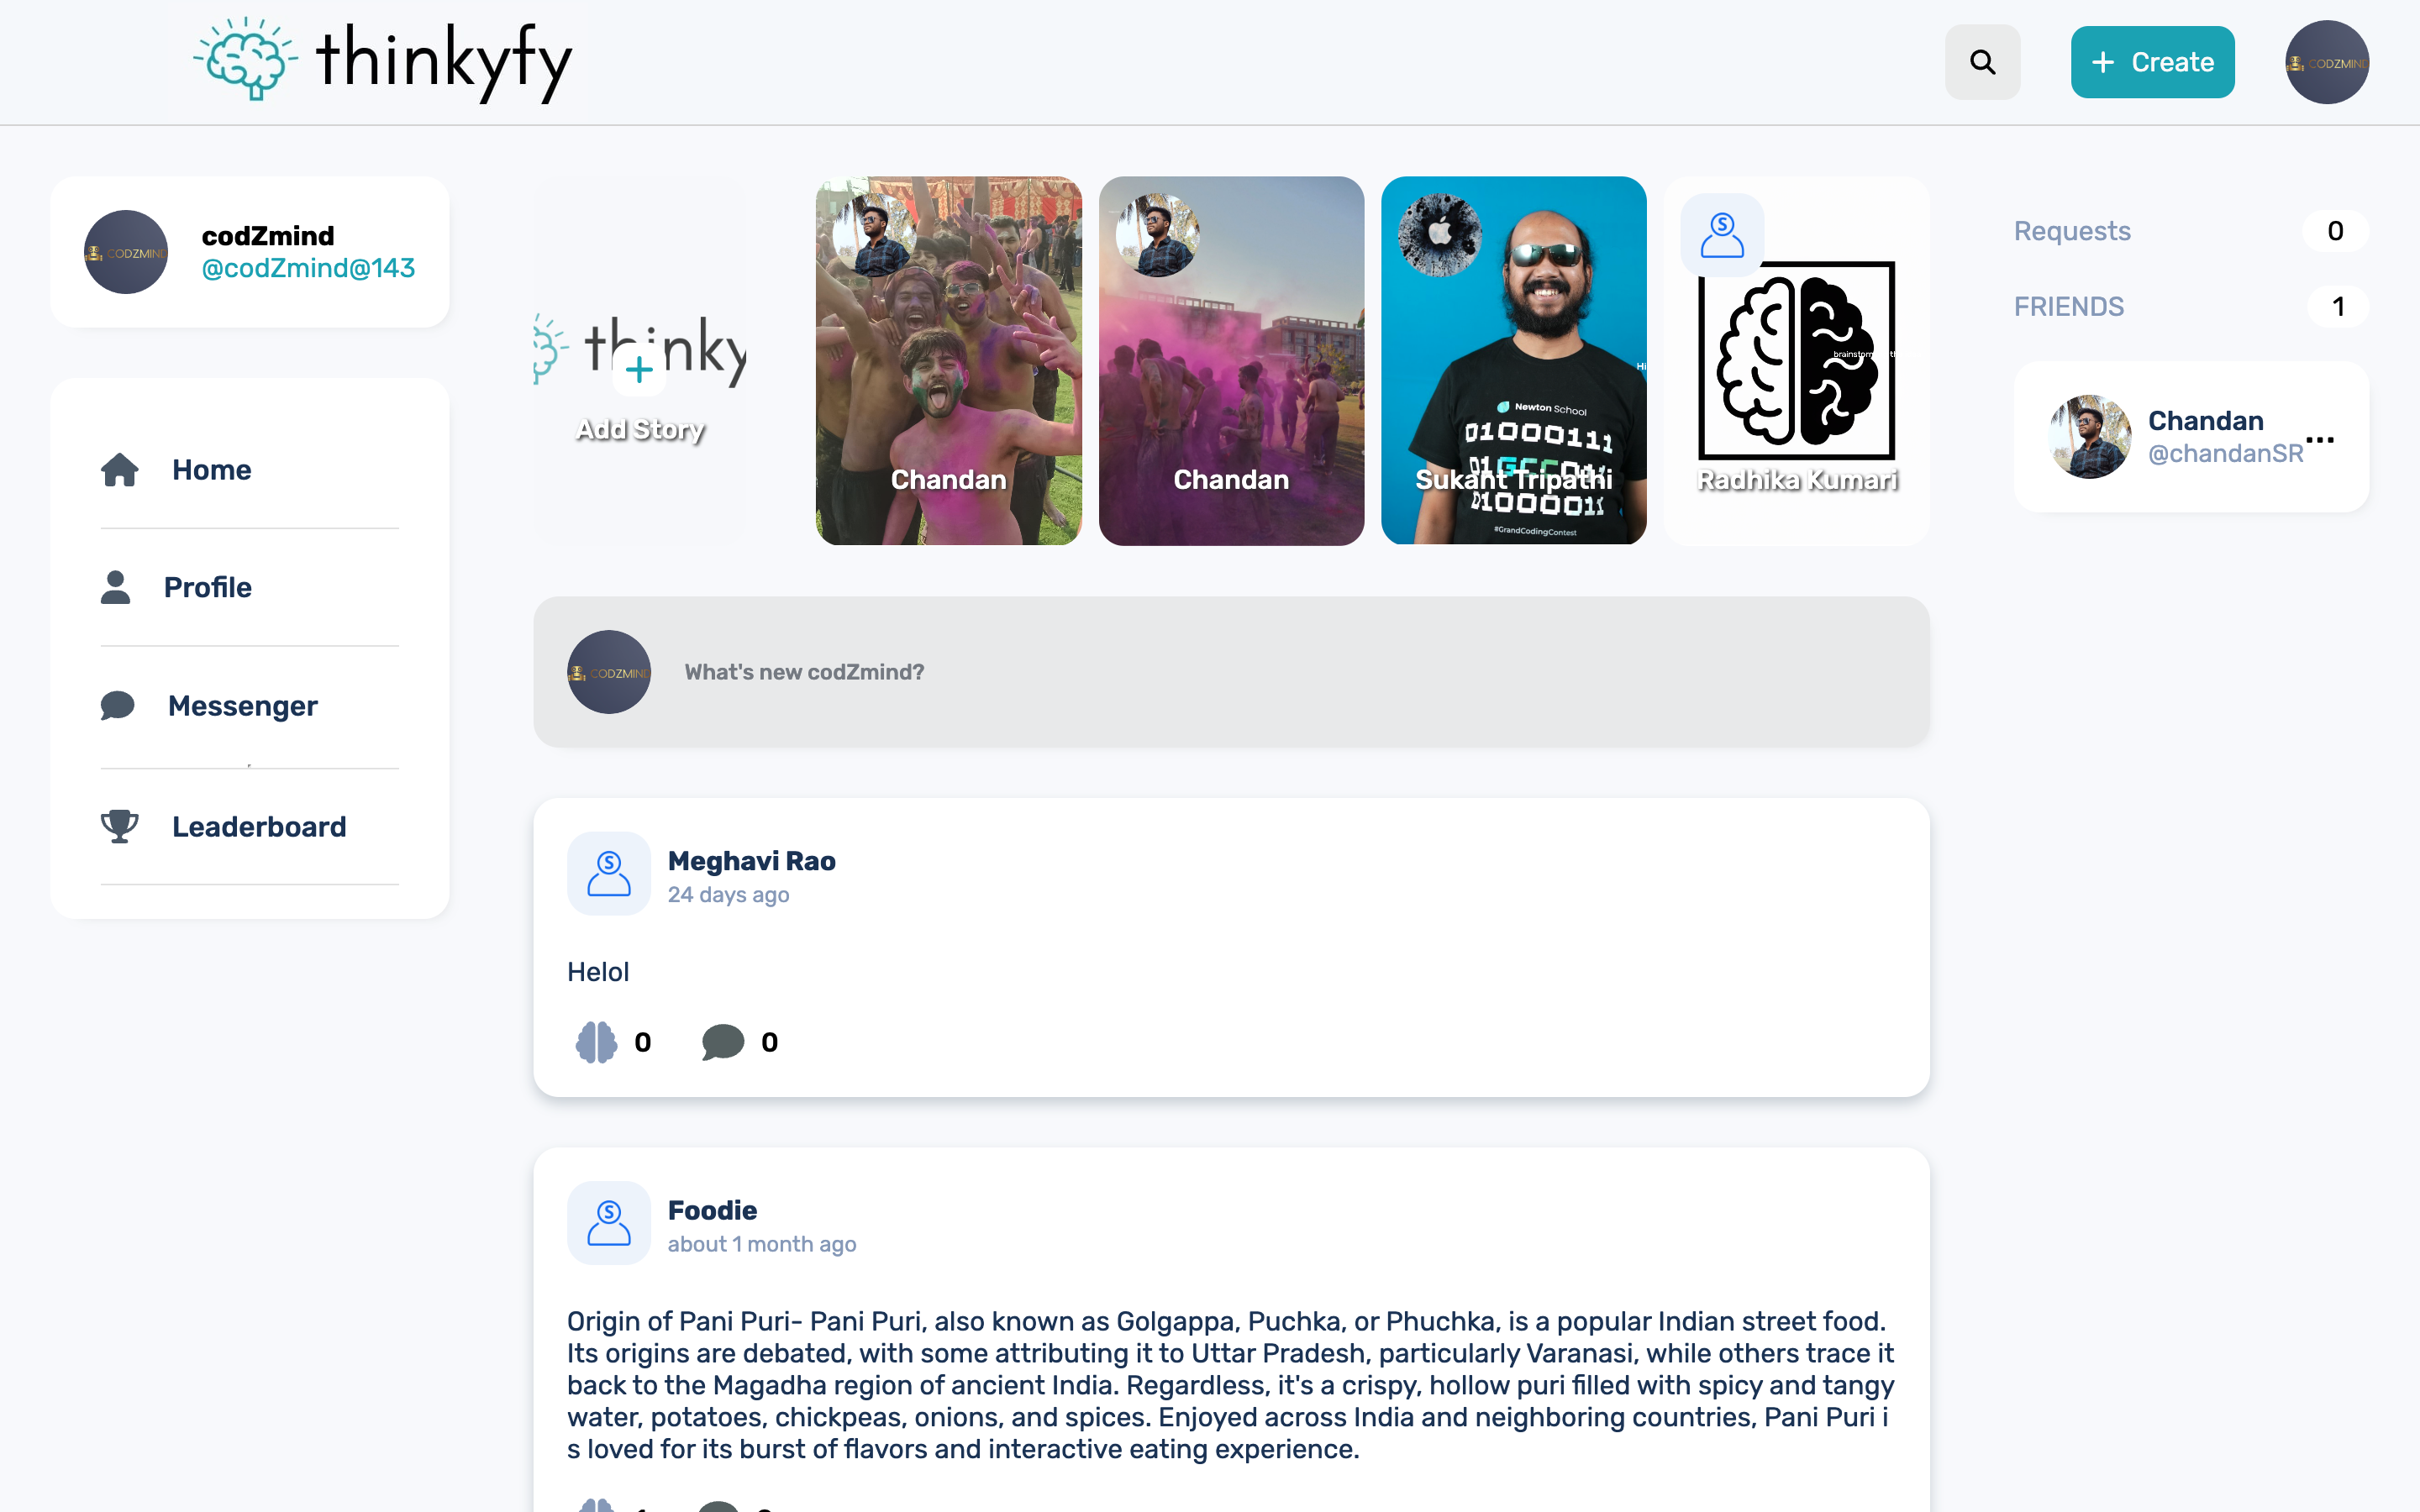 thinkyfy
Create
CODZMIND
codZmind
@codZmind@143
Home
Profile
Messenger
Leaderboard
thinky
Add Story
Chandan
Chandan
Newton School
01000111
#GrandCodingContest
Hi
Sukant Tripathi
Radhika Kumari
Requests
0
FRIENDS
1
Chandan
@chandanSR
...
CODZMIND
What's new codZmind?
Meghavi Rao
24 days ago
Helol
0
0
Foodie
about 1 month ago
Origin of Pani Puri- Pani Puri, also known as Golgappa, Puchka, or Phuchka, is a popular Indian street food.
Its origins are debated, with some attributing it to Uttar Pradesh, particularly Varanasi, while others trace it
back to the Magadha region of ancient India. Regardless, it's a crispy, hollow puri filled with spicy and tangy
water, potatoes, chickpeas, onions, and spices. Enjoyed across India and neighboring countries, Pani Puri i
s loved for its burst of flavors and interactive eating experience.